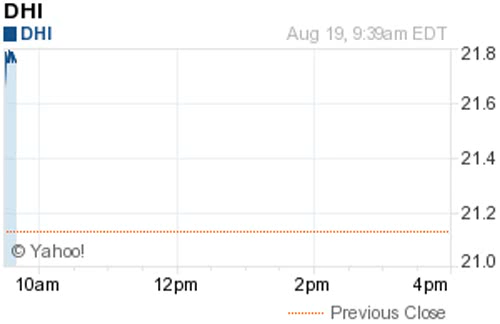 DHI
DHI Aug 19, 9:39am EDT
21.8
21.6
21.4
21.2
© Yahoo! 21.0
10am 12pm 2pm 4pm
Previous Close